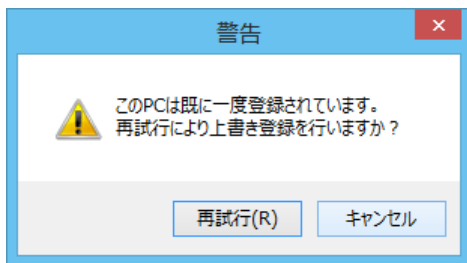 警告
このPCは既に一度登録されています。
再試行により上書き登録を行いますか？
再試行(R)
キャンセル